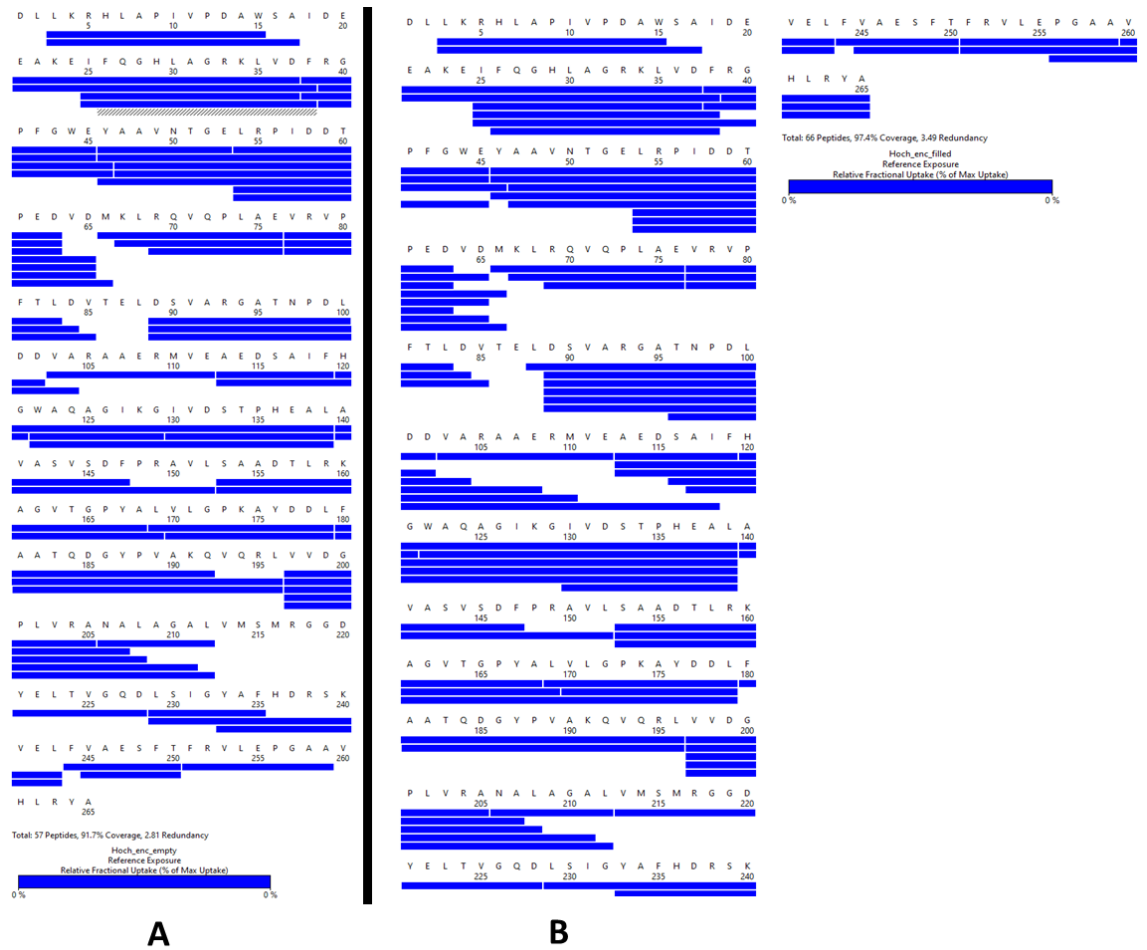 D L L K R H L A P I V P D A W S A I D E
5 10 15 20
E A K E I F Q G H L A G R K L V D F R G
25 30 35 40
P F G W E Y A A V N T G E L R P I D D T
45 50 55 60
P E D V D M K L R Q V Q P L A E V R V P
65 70 75 80
F T L D V T E L D S V A R G A T N P D L
85 90 95 100
D D V A R A A E R M V E A E D S A I F H
105 110 115 120
G W A Q A G I K G I V D S T P H E A L A
125 130 135 140
V A S V S D F P R A V L S A A D T L R K
145 150 155 160
A G V T G P Y A L V L G P K A Y D D L F
165 170 175 180
A A T Q D G Y P V A K Q V Q R L V V D G
185 190 195 200
P L V R A N A L A G A L V M S M R G G D
205 210 215 220
Y E L T V G Q D L S I G Y A F H D R S K
225 230 235 240
V E L F V A E S F T F R V L E P G A A V
245 250 255 260
H L R Y A
265
Total: 57 Peptides, 91.7% Coverage, 2.81 Redundancy
Hoch_enc_empty
Reference Exposure
Relative Fractional Uptake (% of Max Uptake)
0 % 0 %
A
D L L K R H L A P I V P D A W S A I D E
5 10 15 20
E A K E I F Q G H L A G R K L V D F R G
25 30 35 40
P F G W E Y A A V N T G E L R P I D D T
45 50 55 60
P E D V D M K L R Q V Q P L A E V R V P
65 70 75 80
F T L D V T E L D S V A R G A T N P D L
85 90 95 100
D D V A R A A E R M V E A E D S A I F H
105 110 115 120
G W A Q A G I K G I V D S T P H E A L A
125 130 135 140
V A S V S D F P R A V L S A A D T L R K
145 150 155 160
A G V T G P Y A L V L G P K A Y D D L F
165 170 175 180
A A T Q D G Y P V A K Q V Q R L V V D G
185 190 195 200
P L V R A N A L A G A L V M S M R G G D
205 210 215 220
Y E L T V G Q D L S I G Y A F H D R S K
225 230 235 240
B
V E L F V A E S F T F R V L E P G A A V
245 250 255 260
H L R Y A
265
Total: 66 Peptides, 97.4% Coverage, 3.49 Redundancy
Hoch_enc_filled
Reference Exposure
Relative Fractional Uptake (% of Max Uptake)
0 % 0 %